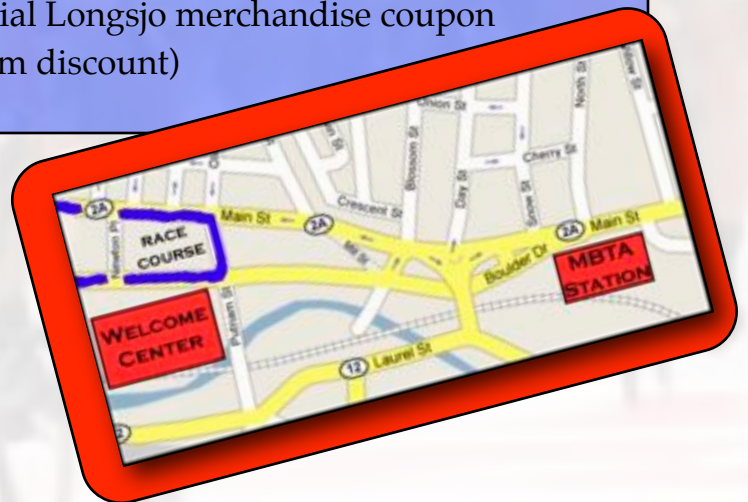 ial Longsjo merchandise coupon
m discount)
Union St
North St
Cherry St
Blossom St
Day St
Snow St
Crescent St
2A
Main St
2A
2A
Main St
Newton Pl
RACE
COURSE
Mill St
Boulder Dr
MBTA
STATION
WELCOME
CENTER
Putnam St
12
Laurel St
2